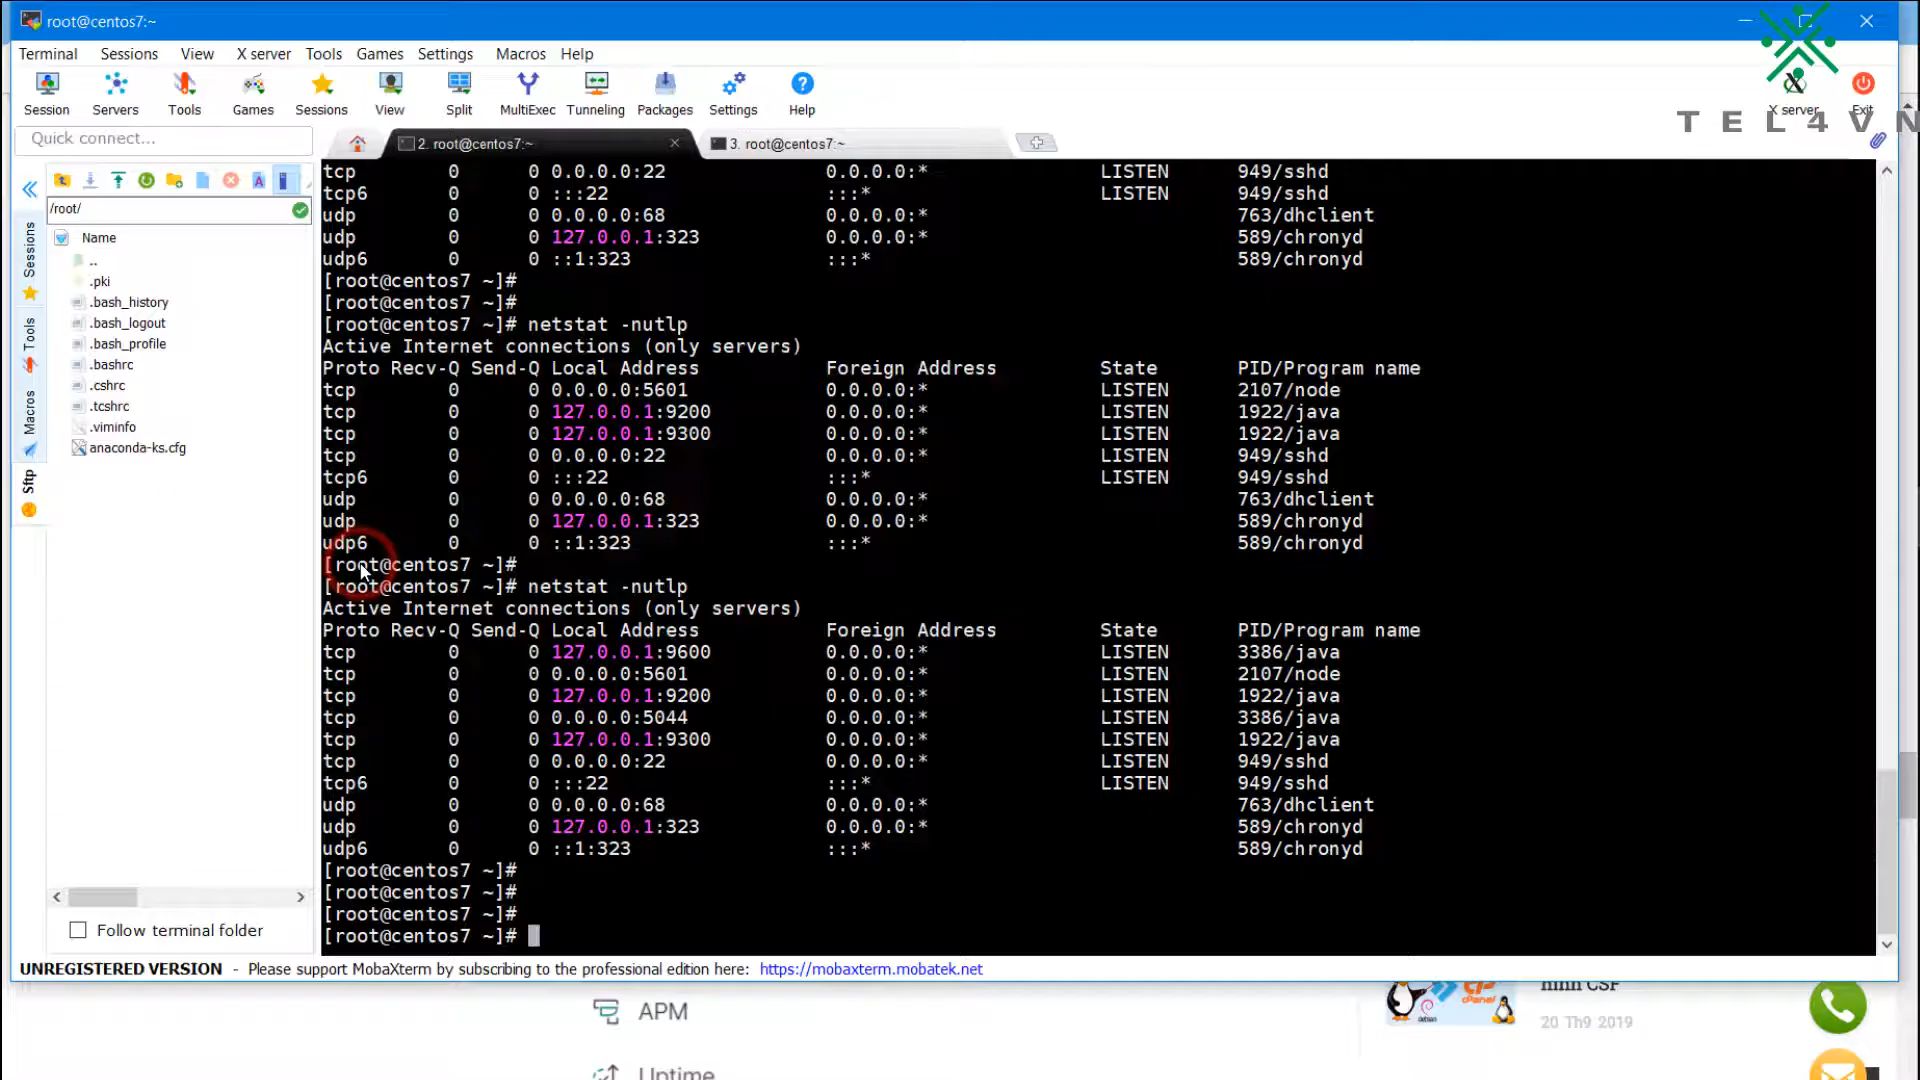 root@centos7:~
Terminal Sessions View X server Tools Games Settings Macros Help
Session Servers Tools Games Sessions View Split MultiExec Tunneling Packages Settings Help X server Exit
TEL4VN
Quick connect...
2. root@centos7:~
3. root@centos7:~
/root/
Name
..
.pki
.bash_history
.bash_logout
.bash_profile
.bashrc
.cshrc
.tcshrc
.viminfo
anaconda-ks.cfg
Sessions
Tools
Macros
Sftp
Follow terminal folder
tcp 0 0 0.0.0.0:22 0.0.0.0:* LISTEN 949/sshd
tcp6 0 0 :::22 :::* LISTEN 949/sshd
udp 0 0 0.0.0.0:68 0.0.0.0:* 763/dhclient
udp 0 0 127.0.0.1:323 0.0.0.0:* 589/chronyd
udp6 0 0 ::1:323 :::* 589/chronyd
[root@centos7 ~]#
[root@centos7 ~]#
[root@centos7 ~]# netstat -nutlp
Active Internet connections (only servers)
Proto Recv-Q Send-Q Local Address Foreign Address State PID/Program name
tcp 0 0 0.0.0.0:5601 0.0.0.0:* LISTEN 2107/node
tcp 0 0 127.0.0.1:9200 0.0.0.0:* LISTEN 1922/java
tcp 0 0 127.0.0.1:9300 0.0.0.0:* LISTEN 1922/java
tcp 0 0 0.0.0.0:22 0.0.0.0:* LISTEN 949/sshd
tcp6 0 0 :::22 :::* LISTEN 949/sshd
udp 0 0 0.0.0.0:68 0.0.0.0:* 763/dhclient
udp 0 0 127.0.0.1:323 0.0.0.0:* 589/chronyd
udp6 0 0 ::1:323 :::* 589/chronyd
[root@centos7 ~]#
[root@centos7 ~]# netstat -nutlp
Active Internet connections (only servers)
Proto Recv-Q Send-Q Local Address Foreign Address State PID/Program name
tcp 0 0 127.0.0.1:9600 0.0.0.0:* LISTEN 3386/java
tcp 0 0 0.0.0.0:5601 0.0.0.0:* LISTEN 2107/node
tcp 0 0 127.0.0.1:9200 0.0.0.0:* LISTEN 1922/java
tcp 0 0 0.0.0.0:5044 0.0.0.0:* LISTEN 3386/java
tcp 0 0 127.0.0.1:9300 0.0.0.0:* LISTEN 1922/java
tcp 0 0 0.0.0.0:22 0.0.0.0:* LISTEN 949/sshd
tcp6 0 0 :::22 :::* LISTEN 949/sshd
udp 0 0 0.0.0.0:68 0.0.0.0:* 763/dhclient
udp 0 0 127.0.0.1:323 0.0.0.0:* 589/chronyd
udp6 0 0 ::1:323 :::* 589/chronyd
[root@centos7 ~]#
[root@centos7 ~]#
[root@centos7 ~]#
[root@centos7 ~]#
UNREGISTERED VERSION - Please support MobaXterm by subscribing to the professional edition here: https://mobaxterm.mobatek.net
APM
Uptime
CSF
20 Th9 2019
debian
cPanel